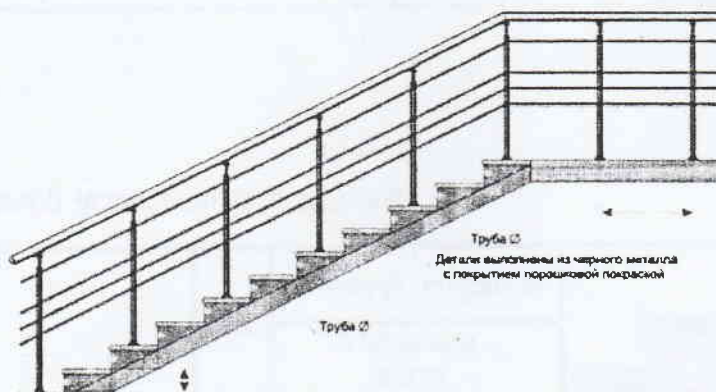 Труба Ø
Детали выполнены из черного металла
с покрытием порошковой покраской
Труба Ø